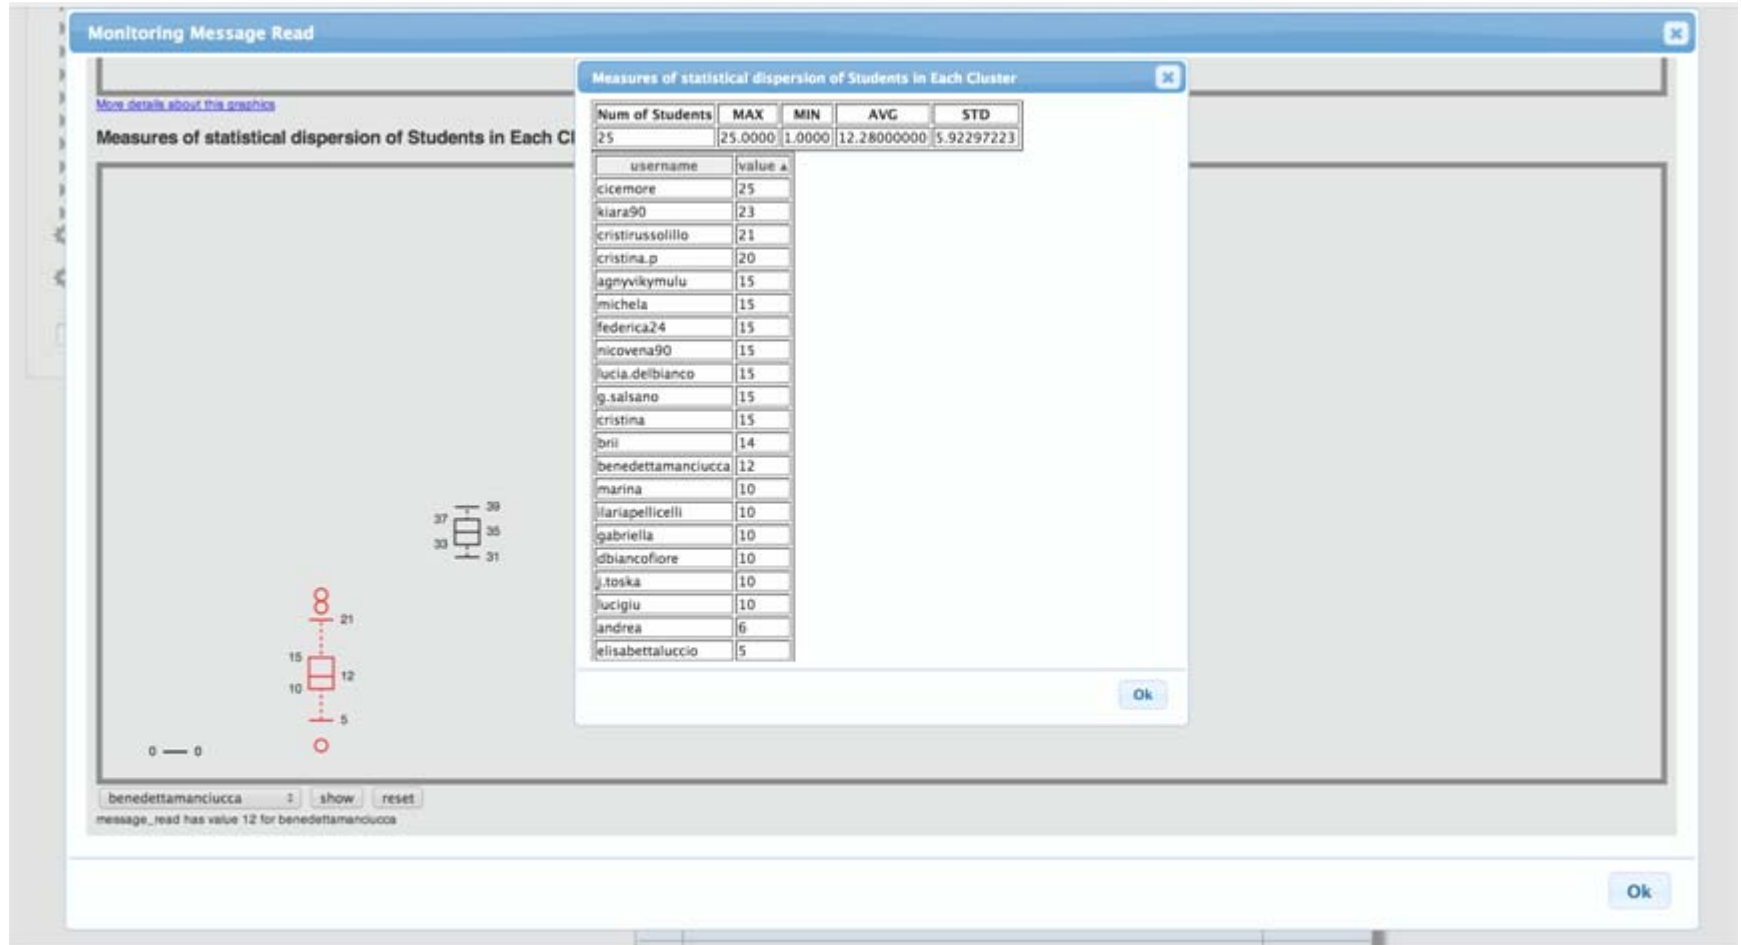 Monitoring Message Read
More details about this graphics
Measures of statistical dispersion of Students in Each Cl
37 39
33 35
31
21
15
12
10
5
0 0
benedettamanciucca show reset
message_read has value 12 for benedettamanciucca
Measures of statistical dispersion of Students in Each Cluster
Num of Students MAX MIN AVG STD
25 25.0000 1.0000 12.28000000 5.92297223
username value
cicemore 25
kiara90 23
cristirussolillo 21
cristina.p 20
agnyvikymulu 15
michela 15
federica24 15
nicovena90 15
lucia.delbianco 15
g.salsano 15
cristina 15
brii 14
benedettamanciucca 12
marina 10
ilariapellicelli 10
gabriella 10
dbiancofiore 10
j.toska 10
lucigiu 10
andrea 6
elisabettaluccio 5
Ok
Ok